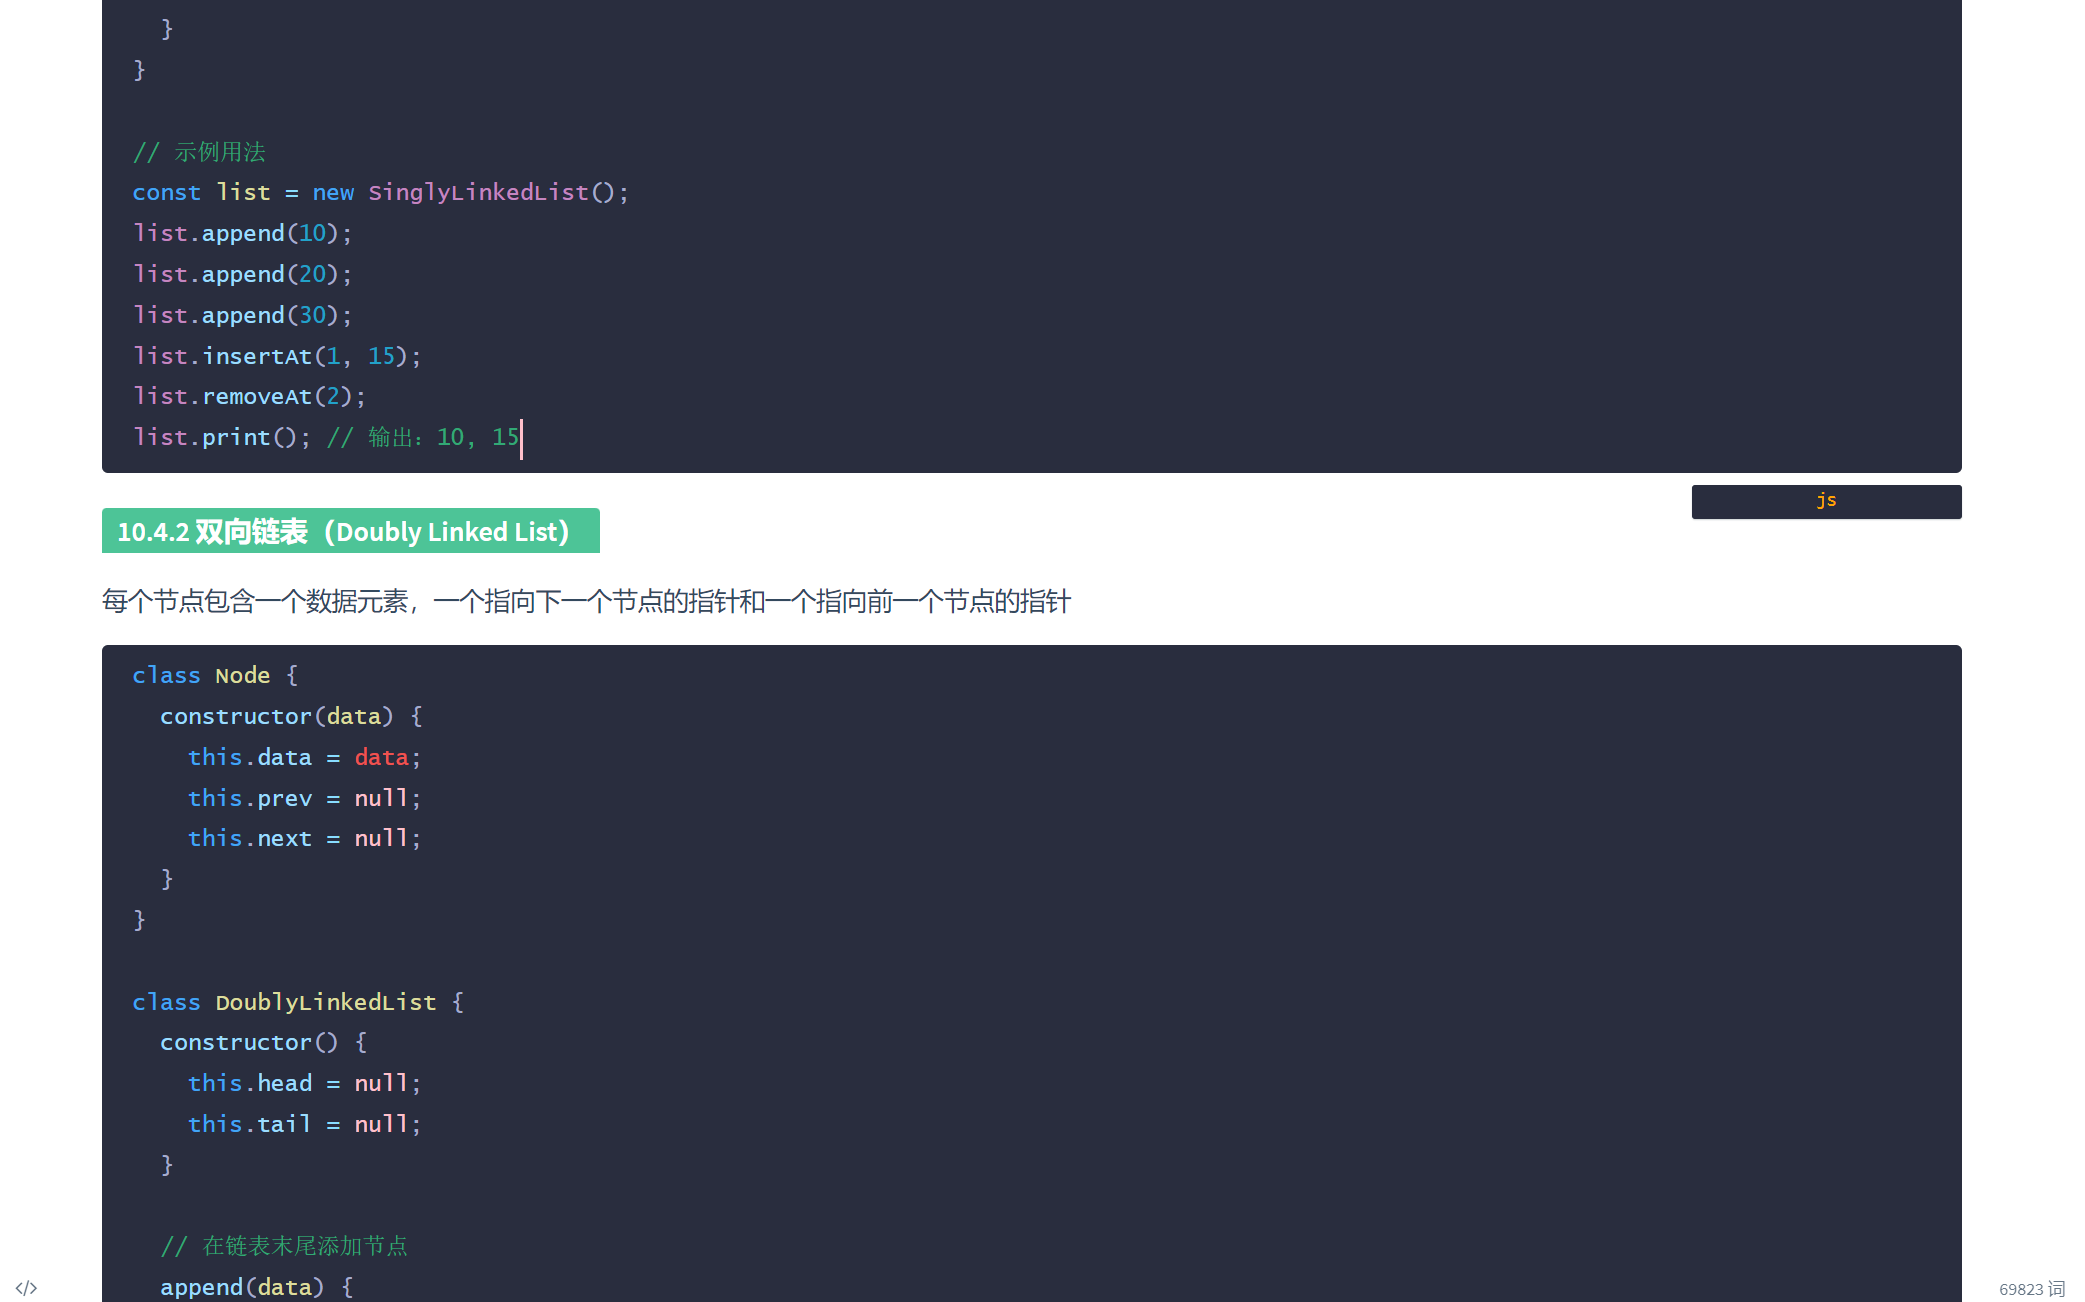 }
}
// 示例用法
const list = new SinglyLinkedList();
list.append(10);
list.append(20);
list.append(30);
list.insertAt(1, 15);
list.removeAt(2);
list.print(); // 输出：10, 15
js
10.4.2 双向链表（Doubly Linked List）
每个节点包含一个数据元素，一个指向下一个节点的指针和一个指向前一个节点的指针
class Node {
  constructor(data) {
    this.data = data;
    this.prev = null;
    this.next = null;
  }
}
class DoublyLinkedList {
  constructor() {
    this.head = null;
    this.tail = null;
  }
  // 在链表末尾添加节点
  append(data) {
</>
69823 词